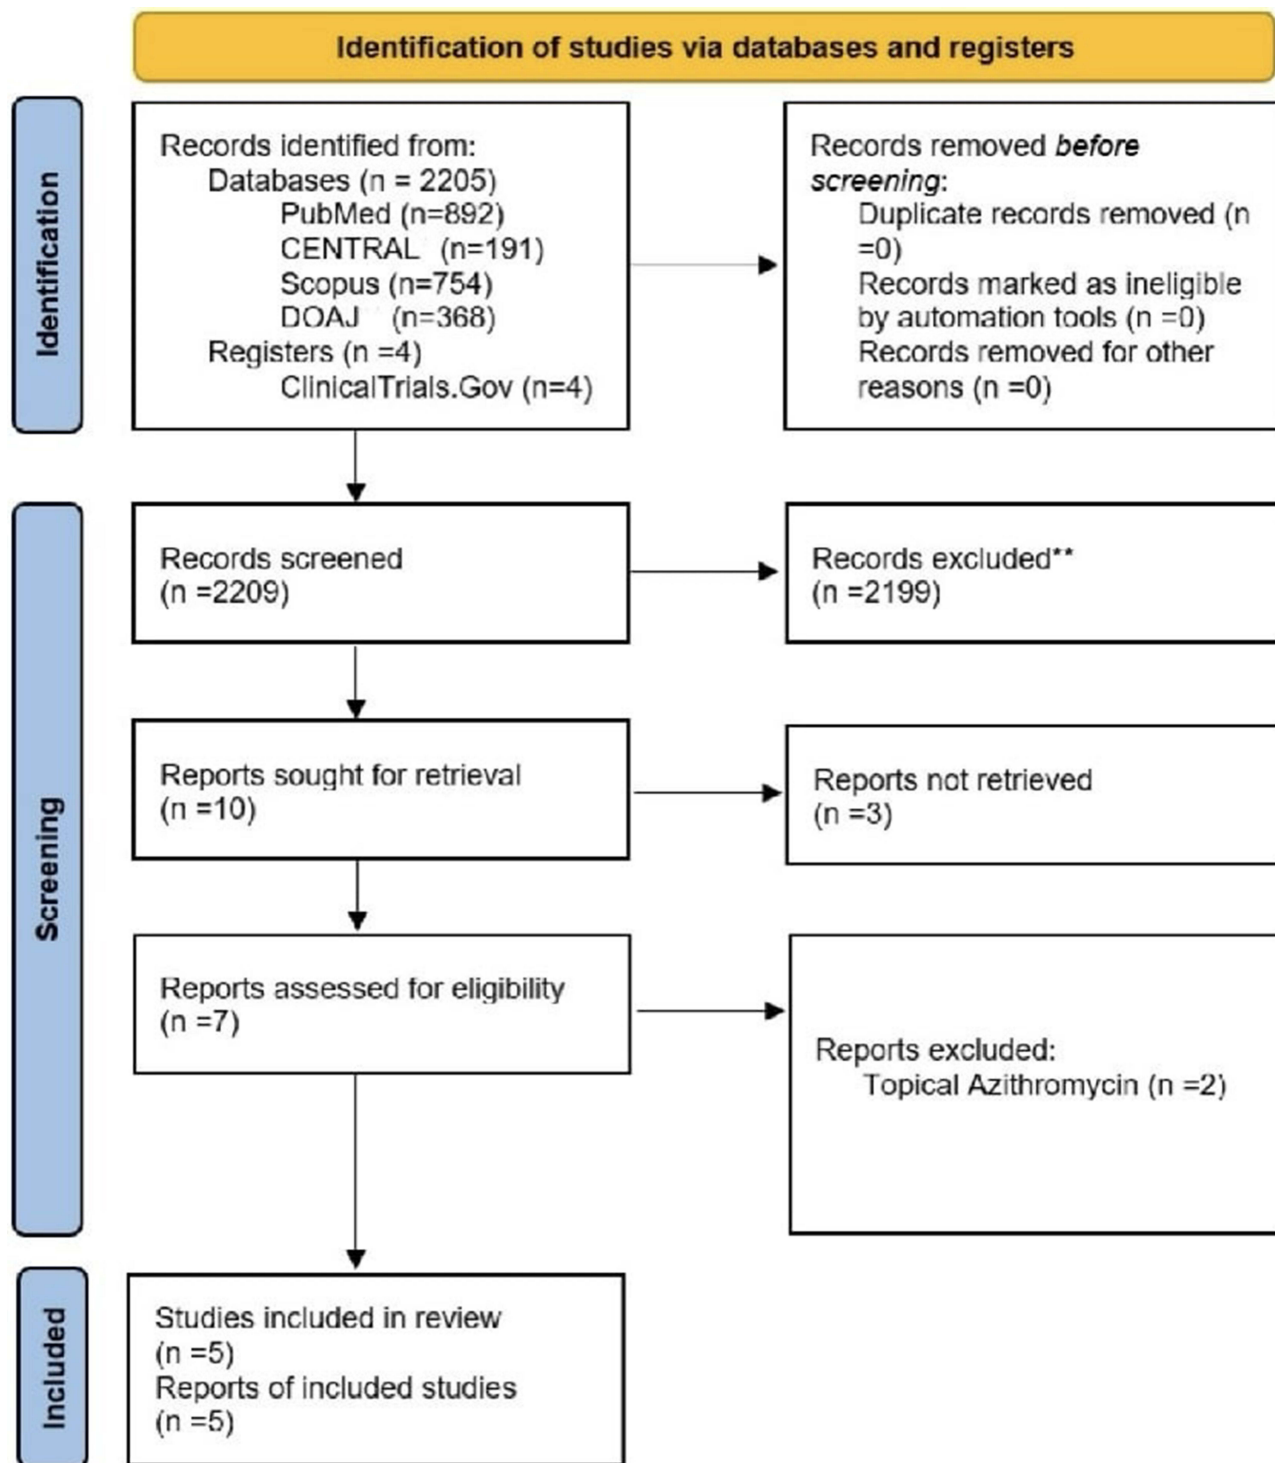 Identification of studies via databases and registers
Identification
Records identified from:
Databases (n = 2205)
PubMed (n=892)
CENTRAL (n=191)
Scopus (n=754)
DOAJ (n=368)
Registers (n =4)
ClinicalTrials.Gov (n=4)
Records removed before
screening:
Duplicate records removed (n
=0)
Records marked as ineligible
by automation tools (n =0)
Records removed for other
reasons (n =0)
Screening
Records screened
(n =2209)
Records excluded**
(n =2199)
Reports sought for retrieval
(n =10)
Reports not retrieved
(n =3)
Reports assessed for eligibility
(n =7)
Reports excluded:
Topical Azithromycin (n =2)
Included
Studies included in review
(n =5)
Reports of included studies
(n =5)